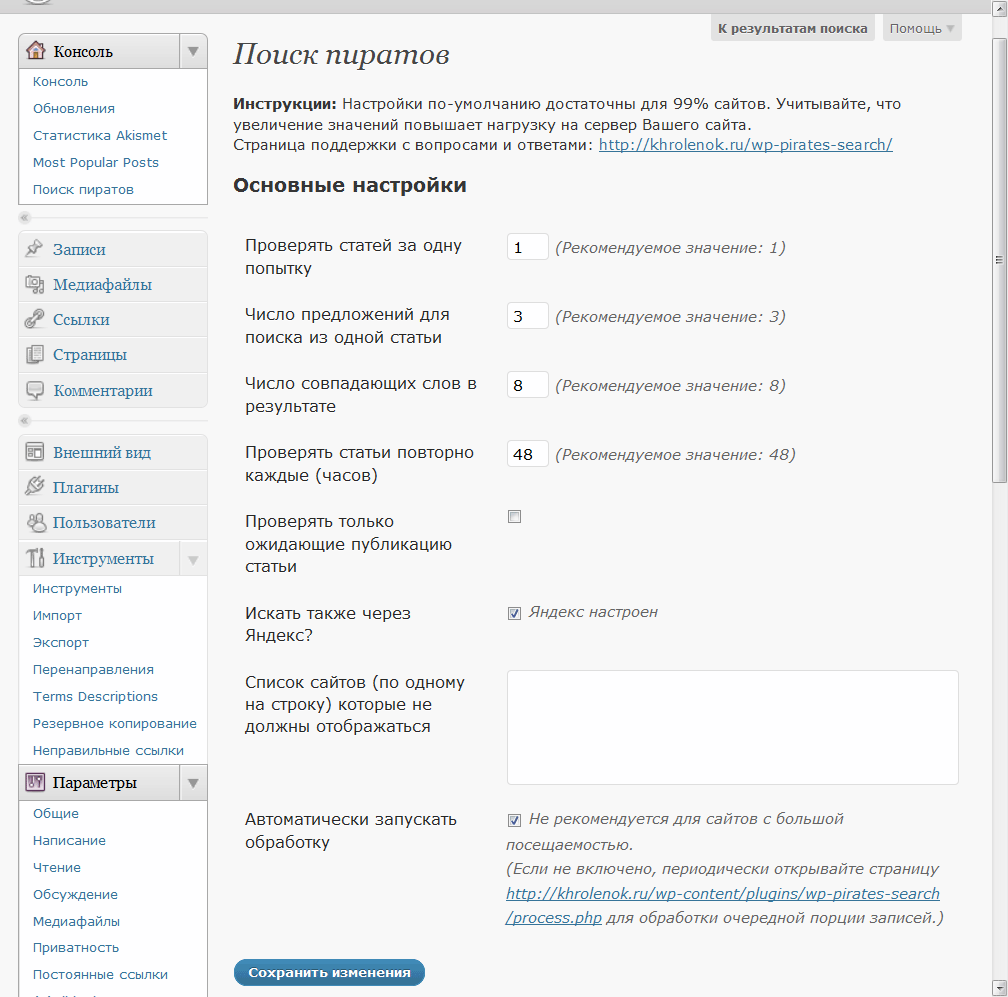 К результатам поиска
Помощь
Консоль
Консоль
Обновления
Статистика Akismet
Most Popular Posts
Поиск пиратов
Записи
Медиафайлы
Ссылки
Страницы
Комментарии
Внешний вид
Плагины
Пользователи
Инструменты
Инструменты
Импорт
Экспорт
Перенаправления
Terms Descriptions
Резервное копирование
Неправильные ссылки
Параметры
Общие
Написание
Чтение
Обсуждение
Медиафайлы
Приватность
Постоянные ссылки
Поиск пиратов
Инструкции: Настройки по-умолчанию достаточны для 99% сайтов. Учитывайте, что
увеличение значений повышает нагрузку на сервер Вашего сайта.
Страница поддержки с вопросами и ответами: http://khrolenok.ru/wp-pirates-search/
Основные настройки
Проверять статей за одну
попытку
1 (Рекомендуемое значение: 1)
Число предложений для
поиска из одной статьи
3 (Рекомендуемое значение: 3)
Число совпадающих слов в
результате
8 (Рекомендуемое значение: 8)
Проверять статьи повторно
каждые (часов)
48 (Рекомендуемое значение: 48)
Проверять только
ожидающие публикацию
статьи
Искать также через
Яндекс?
Яндекс настроен
Список сайтов (по одному
на строку) которые не
должны отображаться
Автоматически запускать
обработку
Не рекомендуется для сайтов с большой
посещаемостью.
(Если не включено, периодически открывайте страницу
http://khrolenok.ru/wp-content/plugins/wp-pirates-search
/process.php для обработки очередной порции записей.)
Сохранить изменения